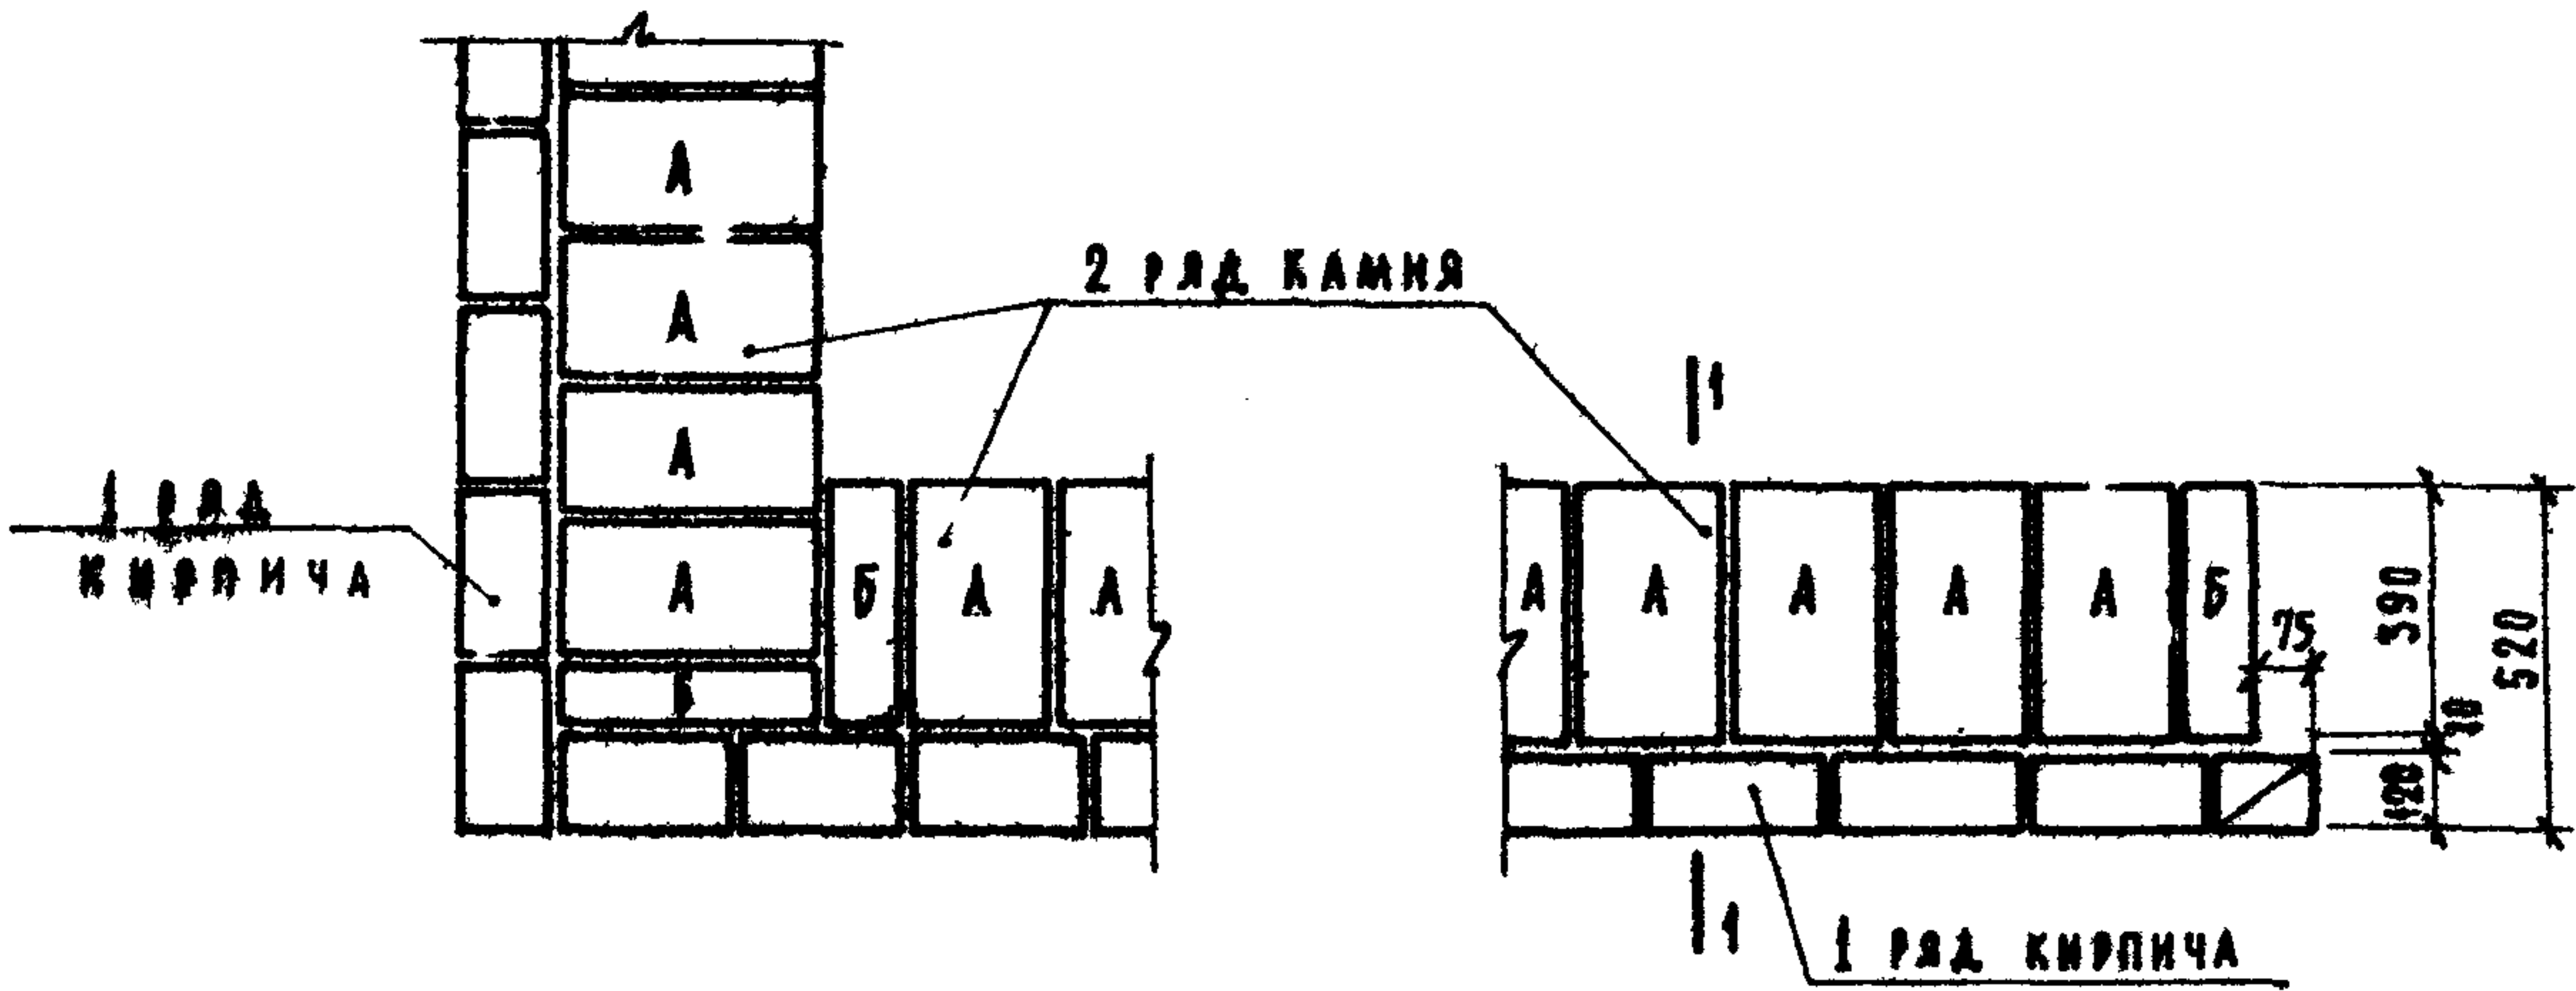 А
А
2 РЯД КАМНЯ
1
А
1 РЯД
КИРПИЧА
А
Б
А
А
А
А
А
А
А
Б
75
390
520
Б
10
120
1
1 РЯД КИРПИЧА